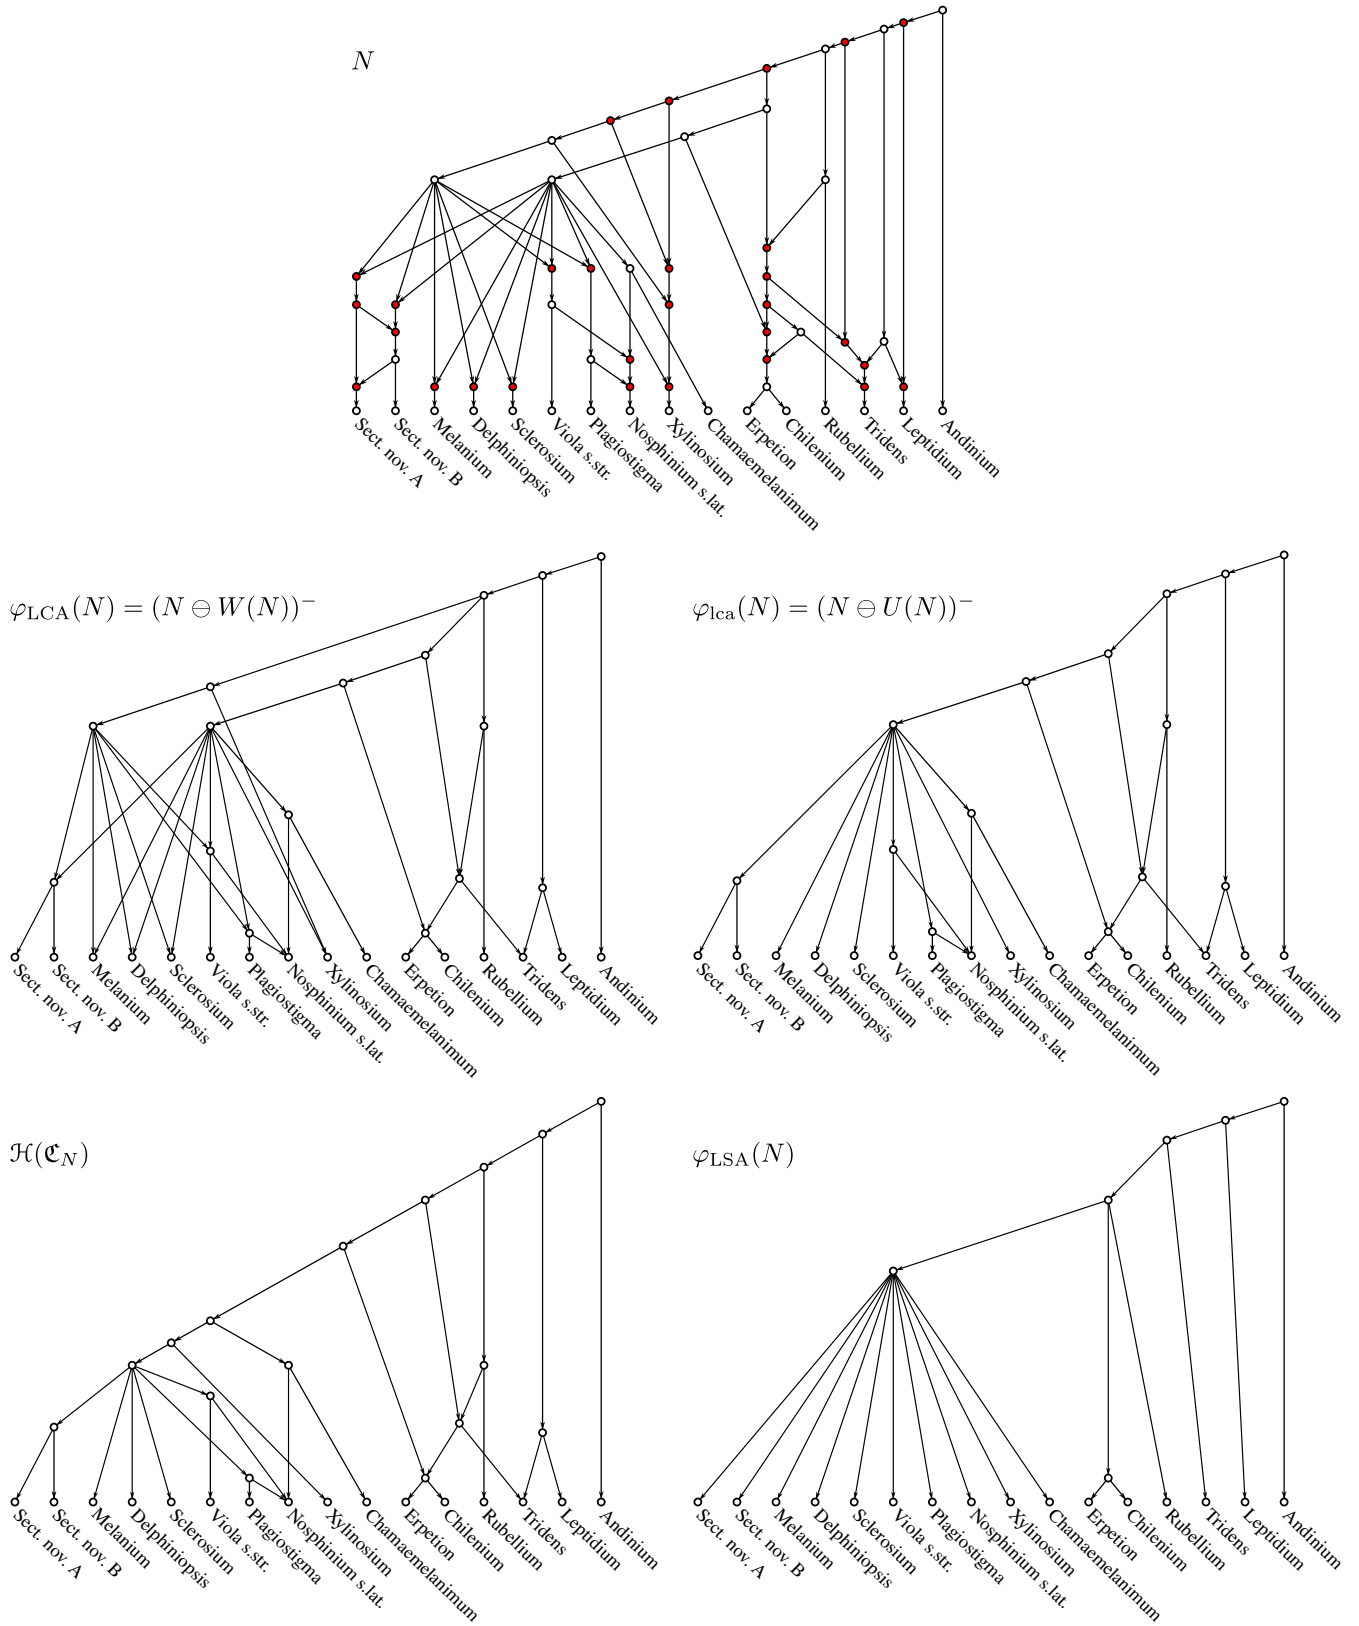 N
Sect. nov. A
Sect. nov. B
Melanium
Delphiniopsis
Sclerosium
Viola s.str.
Plagiostigma
Nosphinium s.lat.
Xylinosium
Chamaemelanimum
Erpetion
Chilenium
Rubellium
Tridens
Leptidium
Andinium
φLCA(N) = (N ⊖ W(N))⁻
Sect. nov. A
Sect. nov. B
Melanium
Delphiniopsis
Sclerosium
Viola s.str.
Plagiostigma
Nosphinium s.lat.
Xylinosium
Chamaemelanimum
Erpetion
Chilenium
Rubellium
Tridens
Leptidium
Andinium
φlca(N) = (N ⊖ U(N))⁻
Sect. nov. A
Sect. nov. B
Melanium
Delphiniopsis
Sclerosium
Viola s.str.
Plagiostigma
Nosphinium s.lat.
Xylinosium
Chamaemelanimum
Erpetion
Chilenium
Rubellium
Tridens
Leptidium
Andinium
ℋ(ℭN)
Sect. nov. A
Sect. nov. B
Melanium
Delphiniopsis
Sclerosium
Viola s.str.
Plagiostigma
Nosphinium s.lat.
Xylinosium
Chamaemelanimum
Erpetion
Chilenium
Rubellium
Tridens
Leptidium
Andinium
φLSA(N)
Sect. nov. A
Sect. nov. B
Melanium
Delphiniopsis
Sclerosium
Viola s.str.
Plagiostigma
Nosphinium s.lat.
Xylinosium
Chamaemelanimum
Erpetion
Chilenium
Rubellium
Tridens
Leptidium
Andinium